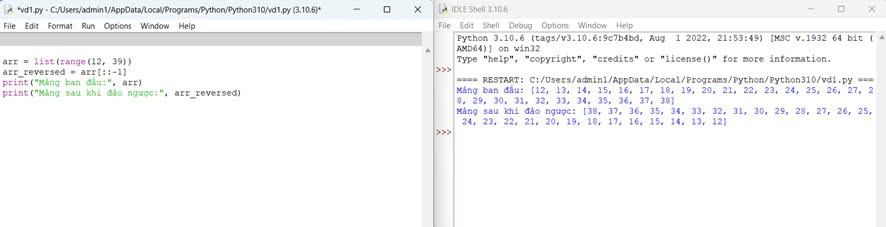 *vd1.py - C:/Users/admin1/AppData/Local/Programs/Python/Python310/vd1.py (3.10.6)*
File Edit Format Run Options Window Help
arr = list(range(12, 39))
arr_reversed = arr[::-1]
print("Mảng ban đầu:", arr)
print("Mảng sau khi đảo ngược:", arr_reversed)
IDLE Shell 3.10.6
File Edit Shell Debug Options Window Help
Python 3.10.6 (tags/v3.10.6:9c7b4bd, Aug 1 2022, 21:53:49) [MSC v.1932 64 bit (
AMD64)] on win32
Type "help", "copyright", "credits" or "license()" for more information.
>>>
==== RESTART: C:/Users/admin1/AppData/Local/Programs/Python/Python310/vd1.py ===
Mảng ban đầu: [12, 13, 14, 15, 16, 17, 18, 19, 20, 21, 22, 23, 24, 25, 26, 27, 2
8, 29, 30, 31, 32, 33, 34, 35, 36, 37, 38]
Mảng sau khi đảo ngược: [38, 37, 36, 35, 34, 33, 32, 31, 30, 29, 28, 27, 26, 25,
24, 23, 22, 21, 20, 19, 18, 17, 16, 15, 14, 13, 12]
>>>